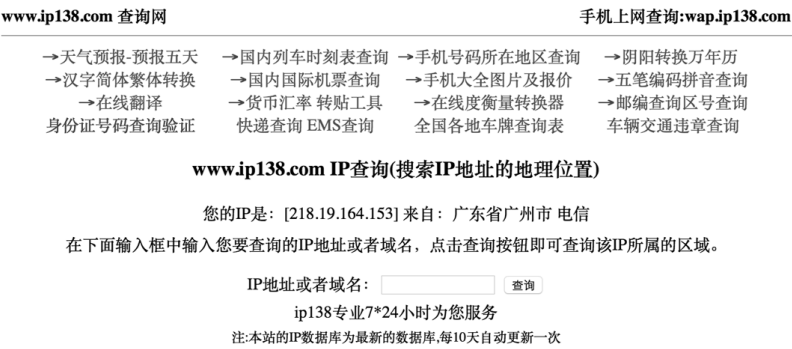 www.ip138.com 查询网 手机上网查询:wap.ip138.com
→天气预报-预报五天 →国内列车时刻表查询 →手机号码所在地区查询 →阴阳转换万年历
→汉字简体繁体转换 →国内国际机票查询 →手机大全图片及报价 →五笔编码拼音查询
→在线翻译 →货币汇率 转贴工具 →在线度衡量转换器 →邮编查询区号查询
身份证号码查询验证 快递查询 EMS查询 全国各地车牌查询表 车辆交通违章查询
www.ip138.com IP查询(搜索IP地址的地理位置)
您的IP是：[218.19.164.153] 来自：广东省广州市 电信
在下面输入框中输入您要查询的IP地址或者域名，点击查询按钮即可查询该IP所属的区域。
IP地址或者域名： 查询
ip138专业7*24小时为您服务
注:本站的IP数据库为最新的数据库,每10天自动更新一次